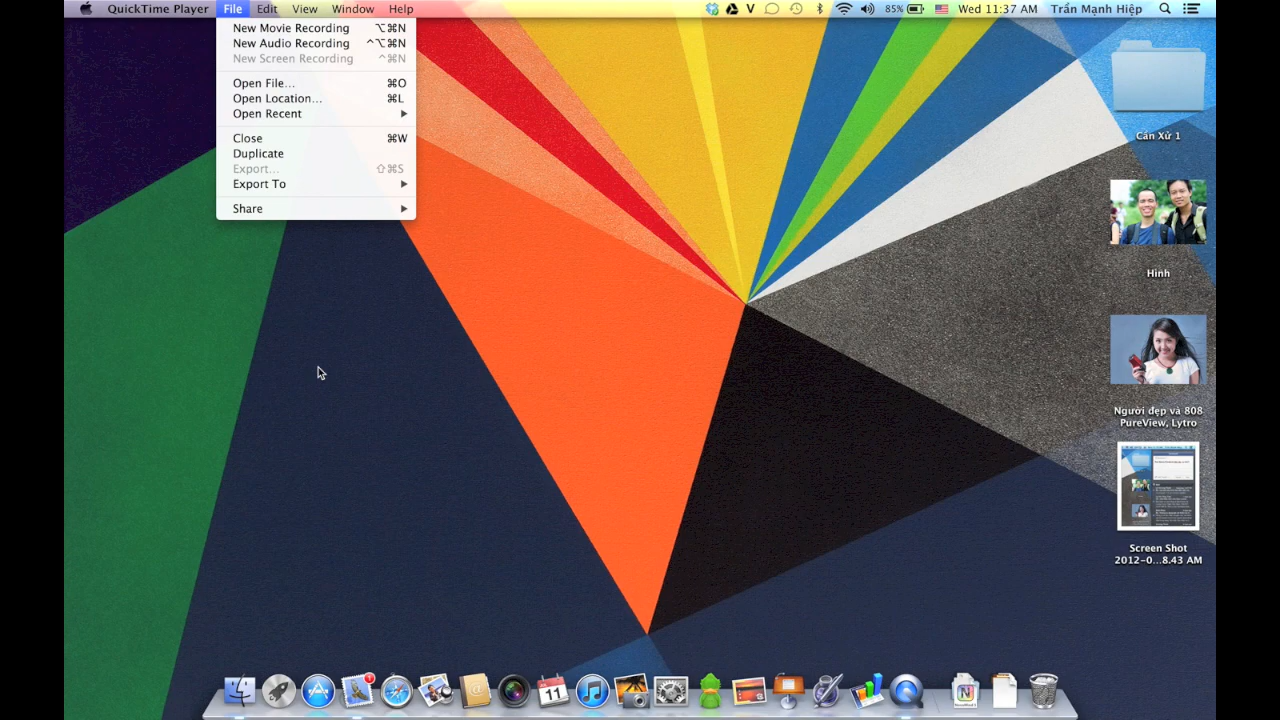 QuickTime Player File Edit View Window Help V 85% Wed 11:37 AM Trần Mạnh Hiệp
New Movie Recording ⌥⌘N
New Audio Recording ^⌥⌘N
New Screen Recording ^⌘N
Open File... ⌘O
Open Location... ⌘L
Open Recent
Close ⌘W
Duplicate
Export... ⇧⌘S
Export To
Share
Cán Xử 1
Hình
Người đẹp và 808
PureView, Lytro
Screen Shot
2012-0...8.43 AM
1
11
N